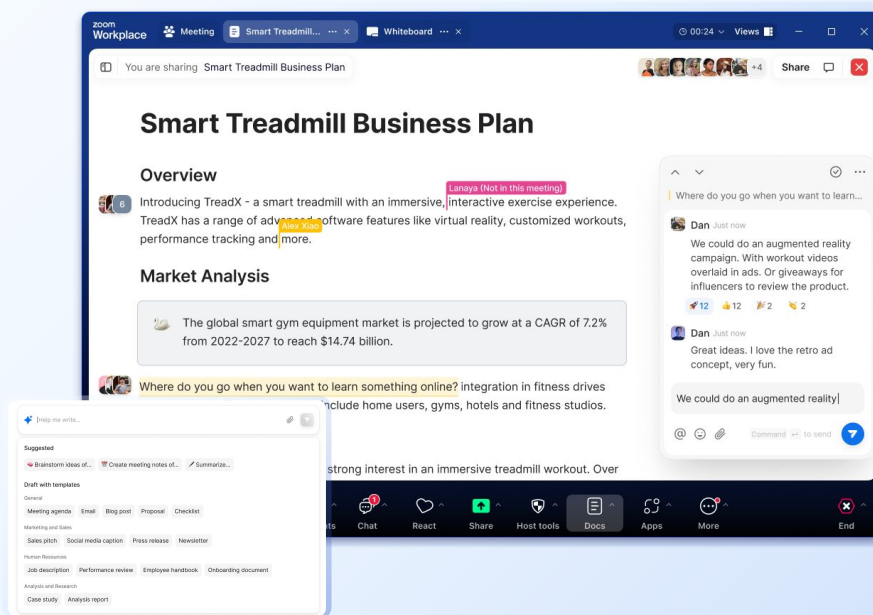 zoom
Workplace
Meeting
Smart Treadmill...
Whiteboard
00:24
Views
You are sharing Smart Treadmill Business Plan
+4
Share
Smart Treadmill Business Plan
Overview
Lanaya (Not in this meeting)
6
Introducing TreadX - a smart treadmill with an immersive, interactive exercise experience.
TreadX has a range of advanced software features like virtual reality, customized workouts,
Alex Xiao
performance tracking and more.
Market Analysis
The global smart gym equipment market is projected to grow at a CAGR of 7.2%
from 2022-2027 to reach $14.74 billion.
Where do you go when you want to learn something online? integration in fitness drives
nclude home users, gyms, hotels and fitness studios.
strong interest in an immersive treadmill workout. Over
Where do you go when you want to learn...
Dan Just now
We could do an augmented reality
campaign. With workout videos
overlaid in ads. Or giveaways for
influencers to review the product.
12 12 2 2
Dan Just now
Great ideas. I love the retro ad
concept, very fun.
We could do an augmented reality
Command to send
1
Chat
React
Share
Host tools
Docs
Apps
More
End
Help me write...
Suggested
Brainstorm ideas of...
Create meeting notes of...
Summarize...
Draft with templates
General
Meeting agenda Email Blog post Proposal Checklist
Marketing and Sales
Sales pitch Social media caption Press release Newsletter
Human Resources
Job description Performance review Employee handbook Onboarding document
Analysis and Research
Case study Analysis report